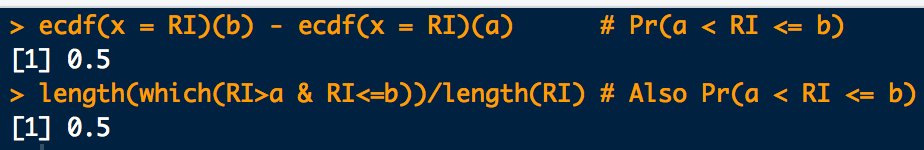 > ecdf(x = RI)(b) - ecdf(x = RI)(a)      # Pr(a < RI <= b)
[1] 0.5
> length(which(RI>a & RI<=b))/length(RI) # Also Pr(a < RI <= b)
[1] 0.5